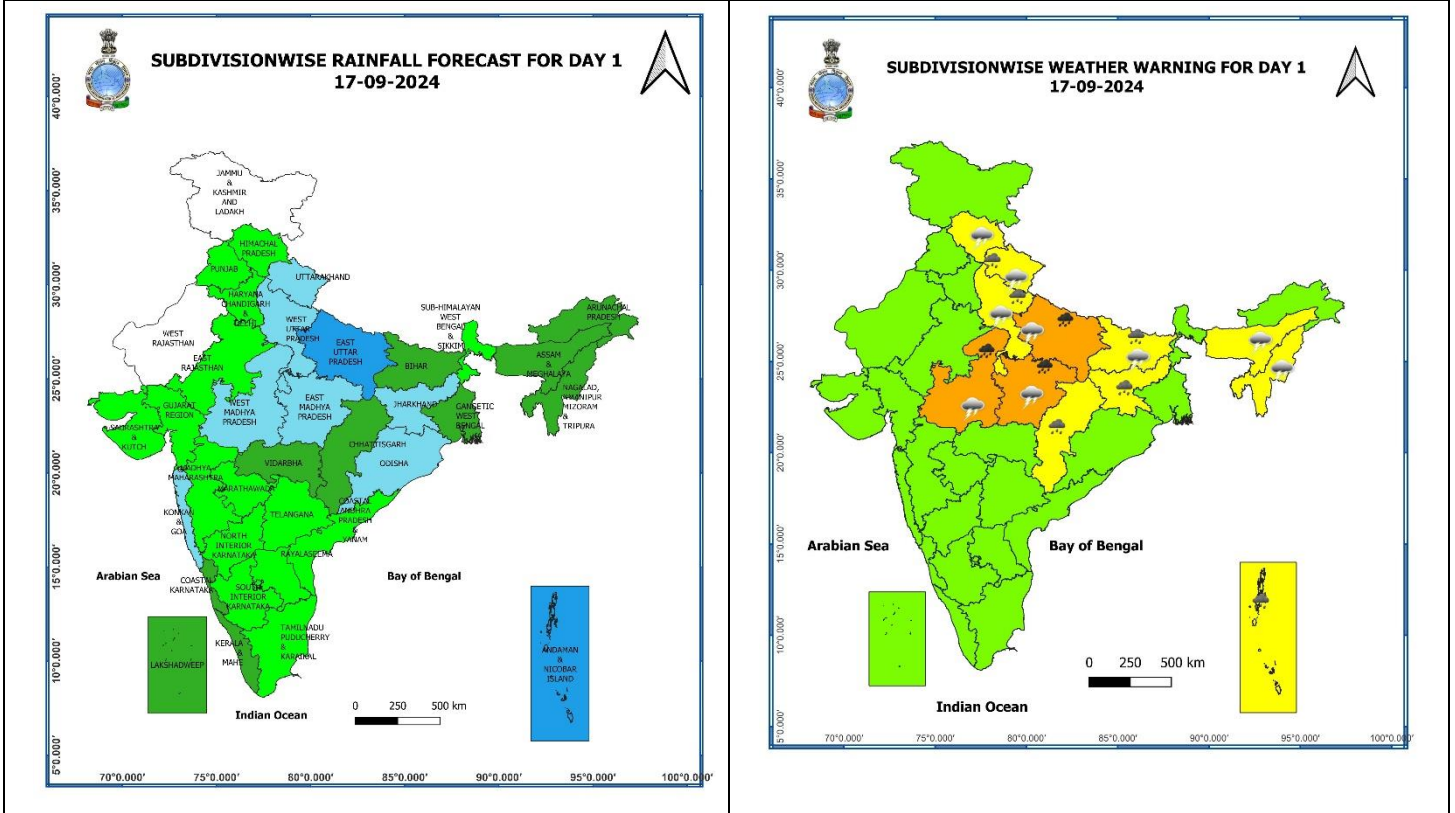 SUBDIVISIONWISE RAINFALL FORECAST FOR DAY 1
17-09-2024
40°0.000'
35°0.000'
30°0.000'
25°0.000'
20°0.000'
15°0.000'
10°0.000'
5°0.000'
JAMMU
&
KASHMIR
AND
LADAKH
HIMACHAL
PRADESH
PUNJAB
UTTARAKHAND
HARYANA
CHANDIGARH
&
DELHI
WEST
RAJASTHAN
EAST
RAJASTHAN
WEST
UTTAR
PRADESH
EAST
UTTAR
PRADESH
SUB-HIMALAYAN
WEST
BENGAL
&
SIKKIM
ARUNACHAL
PRADESH
ASSAM
&
MEGHALAYA
NAGALAD,
MANIPUR
MIZORAM
&
TRIPURA
BIHAR
JHARKHAND
GANGETIC
WEST
BENGAL
GUJARAT
REGION
SAURASHTRA
&
KUTCH
WEST
MADHYA
PRADESH
EAST
MADHYA
PRADESH
CHHATTISGARH
ODISHA
VIDARBHA
MADHYA
MAHARASHTRA
MARATHAWADA
KONKAN
&
GOA
TELANGANA
COASTAL
ANDHRA
PRADESH
&
YANAM
NORTH
INTERIOR
KARNATAKA
RAYALASEEMA
COASTAL
KARNATAKA
SOUTH
INTERIOR
KARNATAKA
TAMILNADU
PUDUCHERRY
&
KARAIKAL
KERALA
&
MAHE
LAKSHADWEEP
ANDAMAN
&
NICOBAR
ISLAND
Arabian Sea
Bay of Bengal
Indian Ocean
0 250 500 km
70°0.000' 75°0.000' 80°0.000' 85°0.000' 90°0.000' 95°0.000' 100°0.000'
SUBDIVISIONWISE WEATHER WARNING FOR DAY 1
17-09-2024
40°0.000'
35°0.000'
30°0.000'
25°0.000'
20°0.000'
15°0.000'
10°0.000'
5°0.000'
Arabian Sea
Bay of Bengal
Indian Ocean
0 250 500 km
70°0.000' 75°0.000' 80°0.000' 85°0.000' 90°0.000' 95°0.000' 100°0.000'